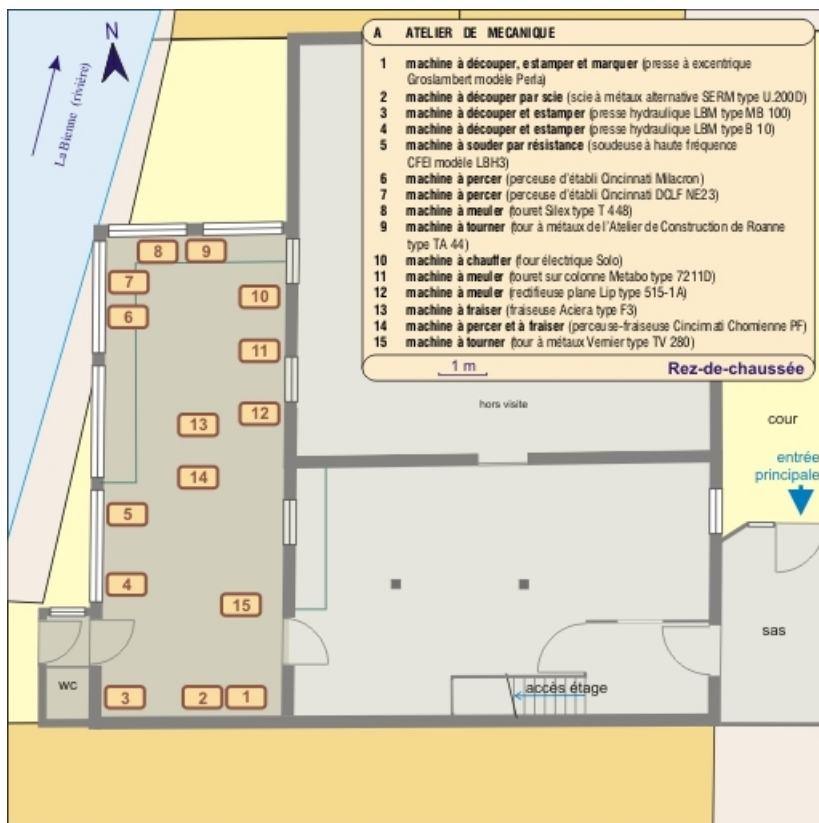 N
La Bienne (rivière)
A ATELIER DE MECANIQUE
1 machine à découper, estamper et marquer (presse à excentrique
Groslambert modèle Perla)
2 machine à découper par scie (scie à métaux alternative SERM type U.200D)
3 machine à découper et estamper (presse hydraulique LBM type MB 100)
4 machine à découper et estamper (presse hydraulique LBM type B 10)
5 machine à souder par résistance (soudeuse à haute fréquence
CFEI modèle LBH3)
6 machine à percer (perceuse d'établi Cincinnati Milacron)
7 machine à percer (perceuse d'établi Cincinnati DCLF NE23)
8 machine à meuler (touret Silex type T 448)
9 machine à tourner (tour à métaux de l'Atelier de Construction de Roanne
type TA 44)
10 machine à chauffer (four électrique Solo)
11 machine à meuler (touret sur colonne Metabo type 7211D)
12 machine à meuler (rectifieuse plane Lip type 515-1A)
13 machine à fraiser (fraiseuse Aciera type F3)
14 machine à percer et à fraiser (perceuse-fraiseuse Cincinnati Chomienne PF)
15 machine à tourner (tour à métaux Vernier type TV 280)
1 m Rez-de-chaussée
8 9
7
10
6
11
12
13
14
5
4
15
3 2 1
hors visite
cour
entrée
principale
sas
wc
accès étage